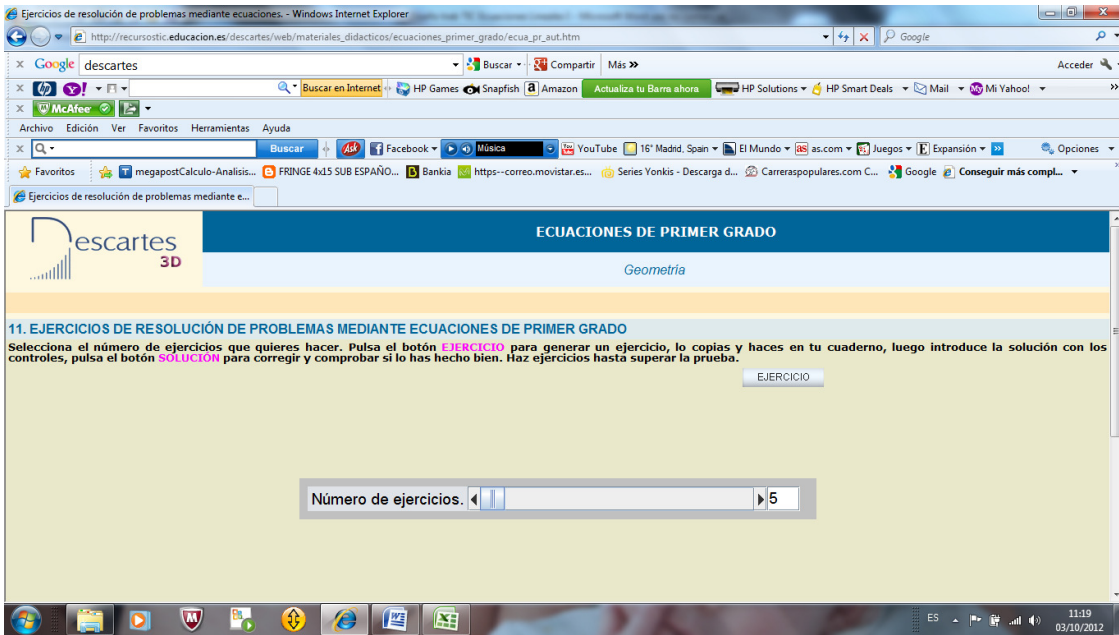 Ejercicios de resolución de problemas mediante ecuaciones. - Windows Internet Explorer
http://recursostic.educacion.es/descartes/web/materiales_didacticos/ecuaciones_primer_grado/ecua_pr_aut.htm
Google
Google descartes Buscar Compartir Más >> Acceder
hp Y! Buscar en Internet HP Games Snapfish a Amazon Actualiza tu Barra ahora HP Solutions HP Smart Deals Mail My Mi Yahoo! >>
McAfee
Archivo Edición Ver Favoritos Herramientas Ayuda
Buscar Ask Facebook Música YouTube 16° Madrid, Spain El Mundo as as.com Juegos E Expansión >> Opciones
Favoritos megapostCalculo-Analisis... FRINGE 4x15 SUB ESPAÑO... Bankia https--correo.movistar.es... Series Yonkis - Descarga d... Carreraspopulares.com C... Google Conseguir más compl...
Ejercicios de resolución de problemas mediante e...
Descartes
3D
ECUACIONES DE PRIMER GRADO
Geometría
11. EJERCICIOS DE RESOLUCIÓN DE PROBLEMAS MEDIANTE ECUACIONES DE PRIMER GRADO
Selecciona el número de ejercicios que quieres hacer. Pulsa el botón EJERCICIO para generar un ejercicio, lo copias y haces en tu cuaderno, luego introduce la solución con los
controles, pulsa el botón SOLUCIÓN para corregir y comprobar si lo has hecho bien. Haz ejercicios hasta superar la prueba.
EJERCICIO
Número de ejercicios. 5
ES
11:19
03/10/2012